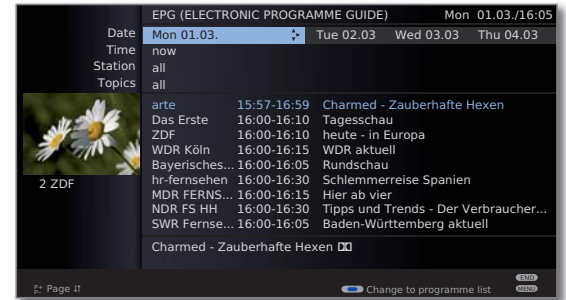 EPG (ELECTRONIC PROGRAMME GUIDE) Mon 01.03./16:05
Date Mon 01.03. Tue 02.03 Wed 03.03 Thu 04.03
Time now
Station all
Topics all
arte 15:57-16:59 Charmed - Zauberhafte Hexen
Das Erste 16:00-16:10 Tagesschau
ZDF 16:00-16:10 heute - in Europa
WDR Köln 16:00-16:15 WDR aktuell
Bayerisches... 16:00-16:05 Rundschau
hr-fernsehen 16:00-16:30 Schlemmerreise Spanien
MDR FERNS... 16:00-16:15 Hier ab vier
NDR FS HH 16:00-16:30 Tipps und Trends - Der Verbraucher...
SWR Fernse... 16:00-16:05 Baden-Württemberg aktuell
2 ZDF
Charmed - Zauberhafte Hexen
END
P+ P- Page Change to programme list MENU